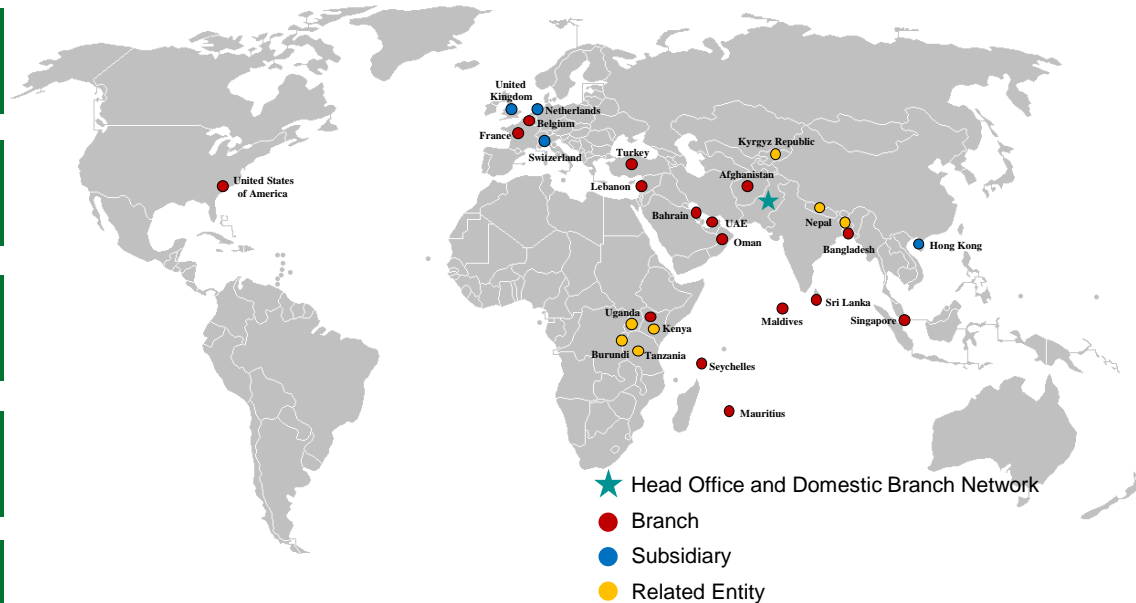 United
Kingdom
Netherlands
Belgium
France
Switzerland
Turkey
Kyrgyz Republic
Afghanistan
Lebanon
United States
of America
Bahrain
UAE
Oman
Nepal
Bangladesh
Hong Kong
Sri Lanka
Maldives
Singapore
Uganda
Kenya
Burundi
Tanzania
Seychelles
Mauritius
Head Office and Domestic Branch Network
Branch
Subsidiary
Related Entity